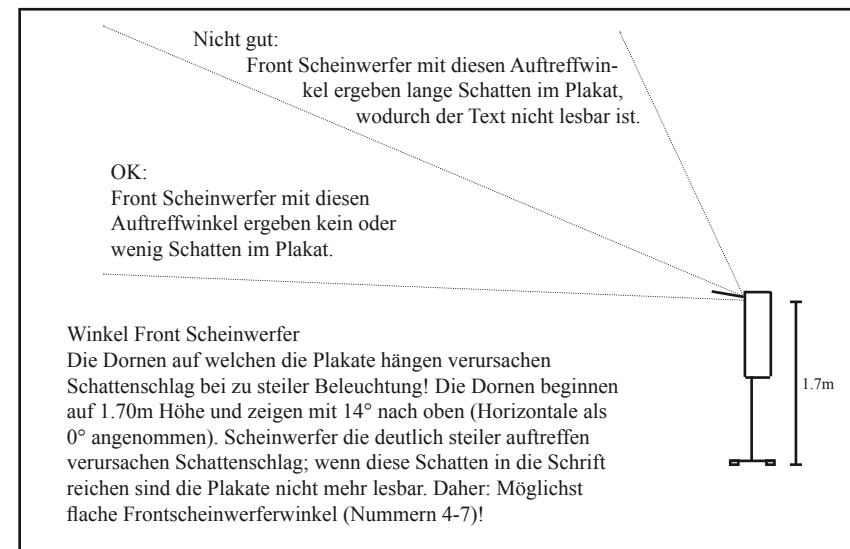 Nicht gut:
Front Scheinwerfer mit diesen Auftreffwin-
kel ergeben lange Schatten im Plakat,
wodurch der Text nicht lesbar ist.
OK:
Front Scheinwerfer mit diesen
Auftreffwinkel ergeben kein oder
wenig Schatten im Plakat.
Winkel Front Scheinwerfer
Die Dornen auf welchen die Plakate hängen verursachen
Schattenschlag bei zu steiler Beleuchtung! Die Dornen beginnen
auf 1.70m Höhe und zeigen mit 14° nach oben (Horizontale als
0° angenommen). Scheinwerfer die deutlich steiler auftreffen
verursachen Schattenschlag; wenn diese Schatten in die Schrift
reichen sind die Plakate nicht mehr lesbar. Daher: Möglichst
flache Frontscheinwerferwinkel (Nummern 4-7)!
1.7m